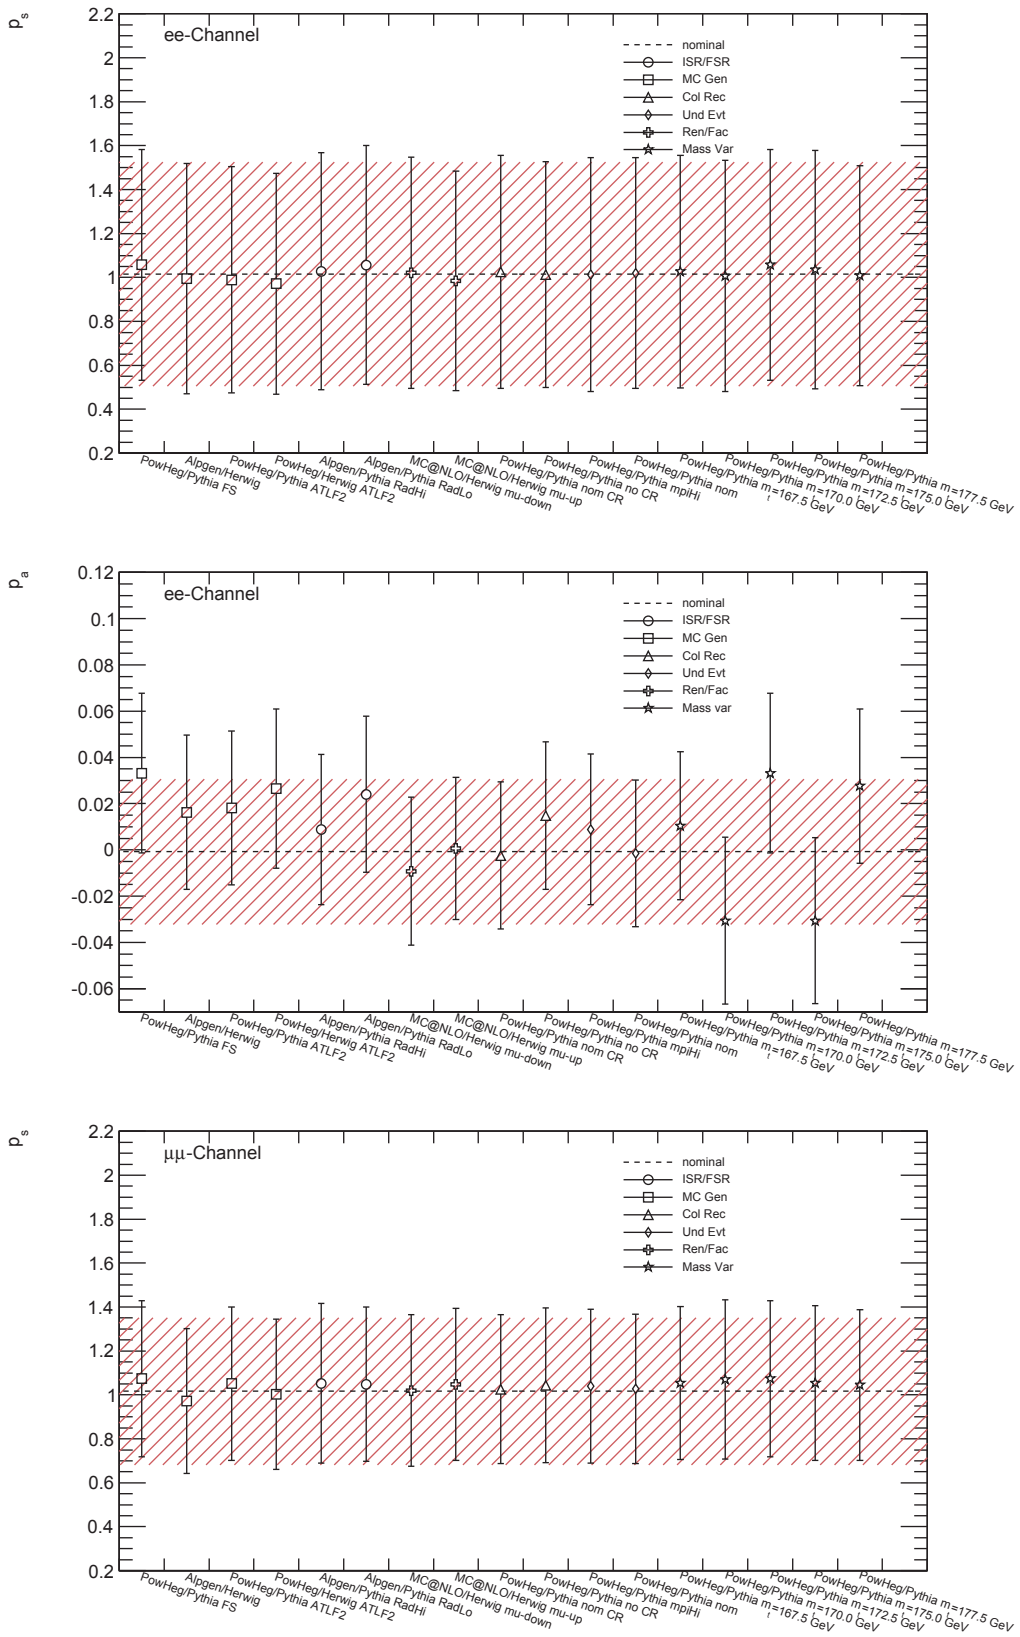 p_s
2.2
2
1.8
1.6
1.4
1.2
1
0.8
0.6
0.4
0.2
ee-Channel
nominal
ISR/FSR
MC Gen
Col Rec
Und Evt
Ren/Fac
Mass Var
PowHeg/Pythia FS
Alpgen/Herwig
PowHeg/Pythia ATLF2
PowHeg/Herwig ATLF2
Alpgen/Pythia RadHi
Alpgen/Pythia RadLo
MC@NLO/Herwig mu-down
MC@NLO/Herwig mu-up
PowHeg/Pythia nom CR
PowHeg/Pythia no CR
PowHeg/Pythia mpiHi
PowHeg/Pythia nom
PowHeg/Pythia m_t=167.5 GeV
PowHeg/Pythia m_t=170.0 GeV
PowHeg/Pythia m_t=172.5 GeV
PowHeg/Pythia m_t=175.0 GeV
PowHeg/Pythia m_t=177.5 GeV
p_a
0.12
0.1
0.08
0.06
0.04
0.02
0
-0.02
-0.04
-0.06
ee-Channel
nominal
ISR/FSR
MC Gen
Col Rec
Und Evt
Ren/Fac
Mass var
PowHeg/Pythia FS
Alpgen/Herwig
PowHeg/Pythia ATLF2
PowHeg/Herwig ATLF2
Alpgen/Pythia RadHi
Alpgen/Pythia RadLo
MC@NLO/Herwig mu-down
MC@NLO/Herwig mu-up
PowHeg/Pythia nom CR
PowHeg/Pythia no CR
PowHeg/Pythia mpiHi
PowHeg/Pythia nom
PowHeg/Pythia m_t=167.5 GeV
PowHeg/Pythia m_t=170.0 GeV
PowHeg/Pythia m_t=172.5 GeV
PowHeg/Pythia m_t=175.0 GeV
PowHeg/Pythia m_t=177.5 GeV
p_s
2.2
2
1.8
1.6
1.4
1.2
1
0.8
0.6
0.4
0.2
μμ-Channel
nominal
ISR/FSR
MC Gen
Col Rec
Und Evt
Ren/Fac
Mass Var
PowHeg/Pythia FS
Alpgen/Herwig
PowHeg/Pythia ATLF2
PowHeg/Herwig ATLF2
Alpgen/Pythia RadHi
Alpgen/Pythia RadLo
MC@NLO/Herwig mu-down
MC@NLO/Herwig mu-up
PowHeg/Pythia nom CR
PowHeg/Pythia no CR
PowHeg/Pythia mpiHi
PowHeg/Pythia nom
PowHeg/Pythia m_t=167.5 GeV
PowHeg/Pythia m_t=170.0 GeV
PowHeg/Pythia m_t=172.5 GeV
PowHeg/Pythia m_t=175.0 GeV
PowHeg/Pythia m_t=177.5 GeV